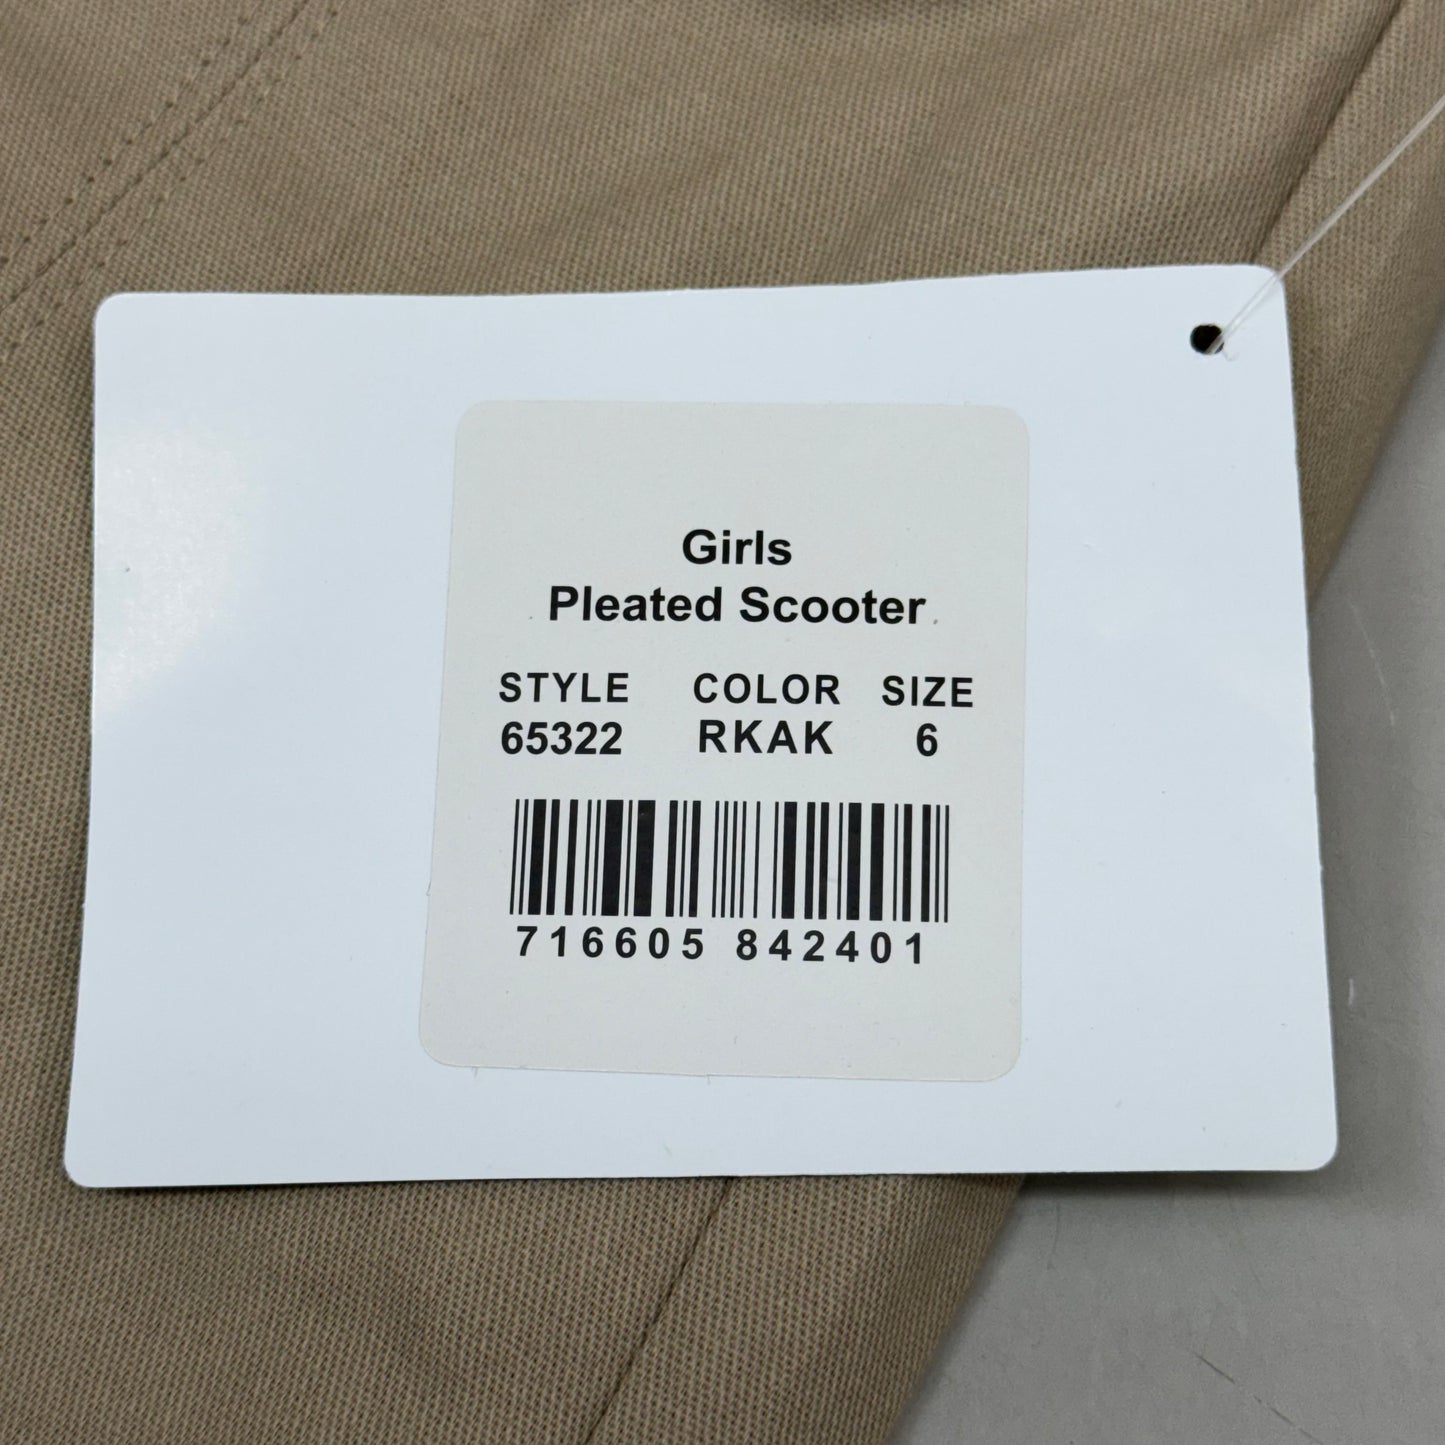 Girls
Pleated Scooter
STYLE COLOR SIZE
65322 RKAK 6
716605 842401